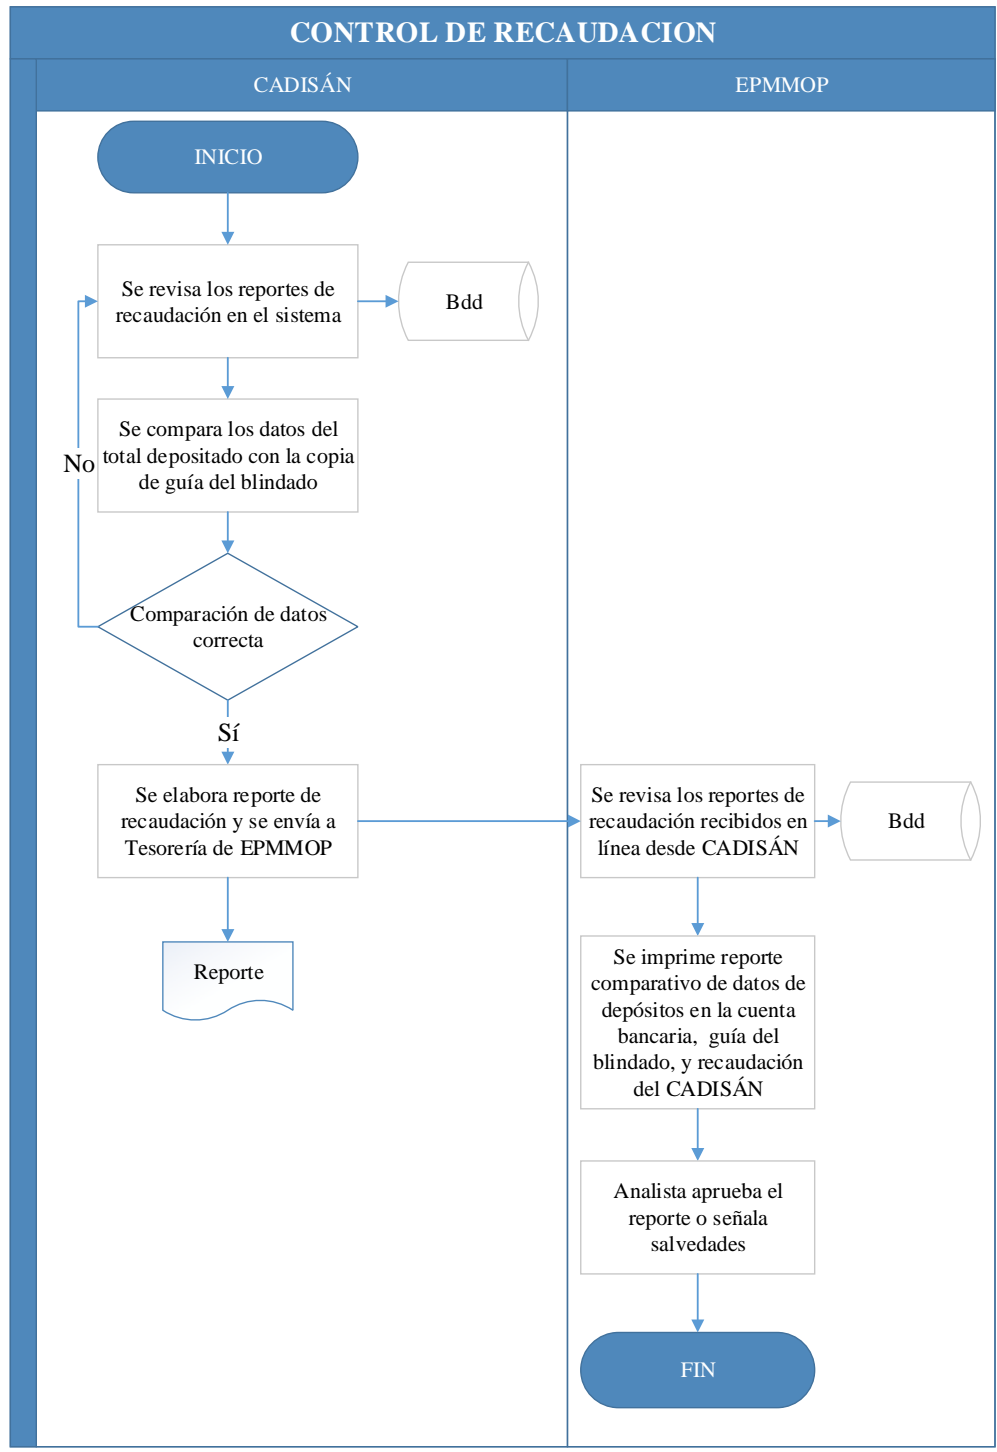 CONTROL DE RECAUDACION
CADISÁN
EPMMOP
INICIO
Se revisa los reportes de
recaudación en el sistema
Bdd
Se compara los datos del
total depositado con la copia
de guía del blindado
No
Comparación de datos
correcta
Sí
Se elabora reporte de
recaudación y se envía a
Tesorería de EPMMOP
Reporte
Se revisa los reportes de
recaudación recibidos en
línea desde CADISÁN
Bdd
Se imprime reporte
comparativo de datos de
depósitos en la cuenta
bancaria,  guía del
blindado, y recaudación
del CADISÁN
Analista aprueba el
reporte o señala
salvedades
FIN